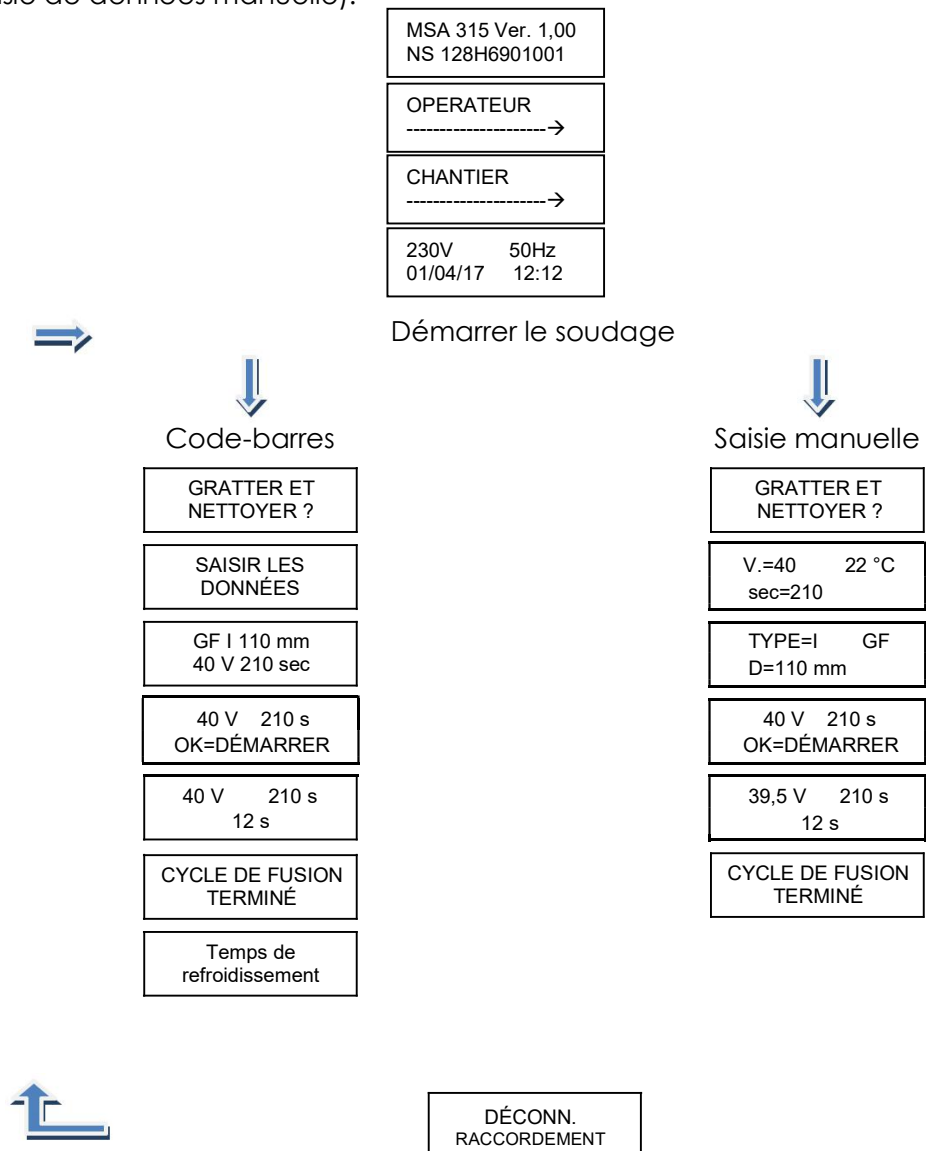 MSA 315 Ver. 1,00
NS 128H6901001
OPERATEUR
---------------------→
CHANTIER
---------------------→
230V 50Hz
01/04/17 12:12
Démarrer le soudage
Code-barres
GRATTER ET
NETTOYER ?
SAISIR LES
DONNÉES
GF I 110 mm
40 V 210 sec
40 V 210 s
OK=DÉMARRER
40 V 210 s
12 s
CYCLE DE FUSION
TERMINÉ
Temps de
refroidissement
Saisie manuelle
GRATTER ET
NETTOYER ?
V.=40 22 °C
sec=210
TYPE=I GF
D=110 mm
40 V 210 s
OK=DÉMARRER
39,5 V 210 s
12 s
CYCLE DE FUSION
TERMINÉ
DÉCONN.
RACCORDEMENT